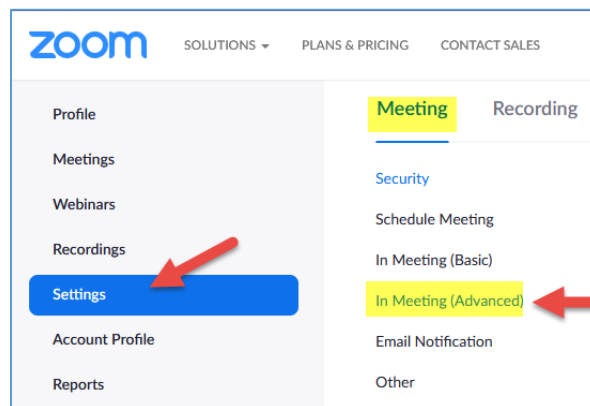 zoom SOLUTIONS PLANS & PRICING CONTACT SALES
Profile
Meetings
Webinars
Recordings
Settings
Account Profile
Reports
Meeting Recording
Security
Schedule Meeting
In Meeting (Basic)
In Meeting (Advanced)
Email Notification
Other